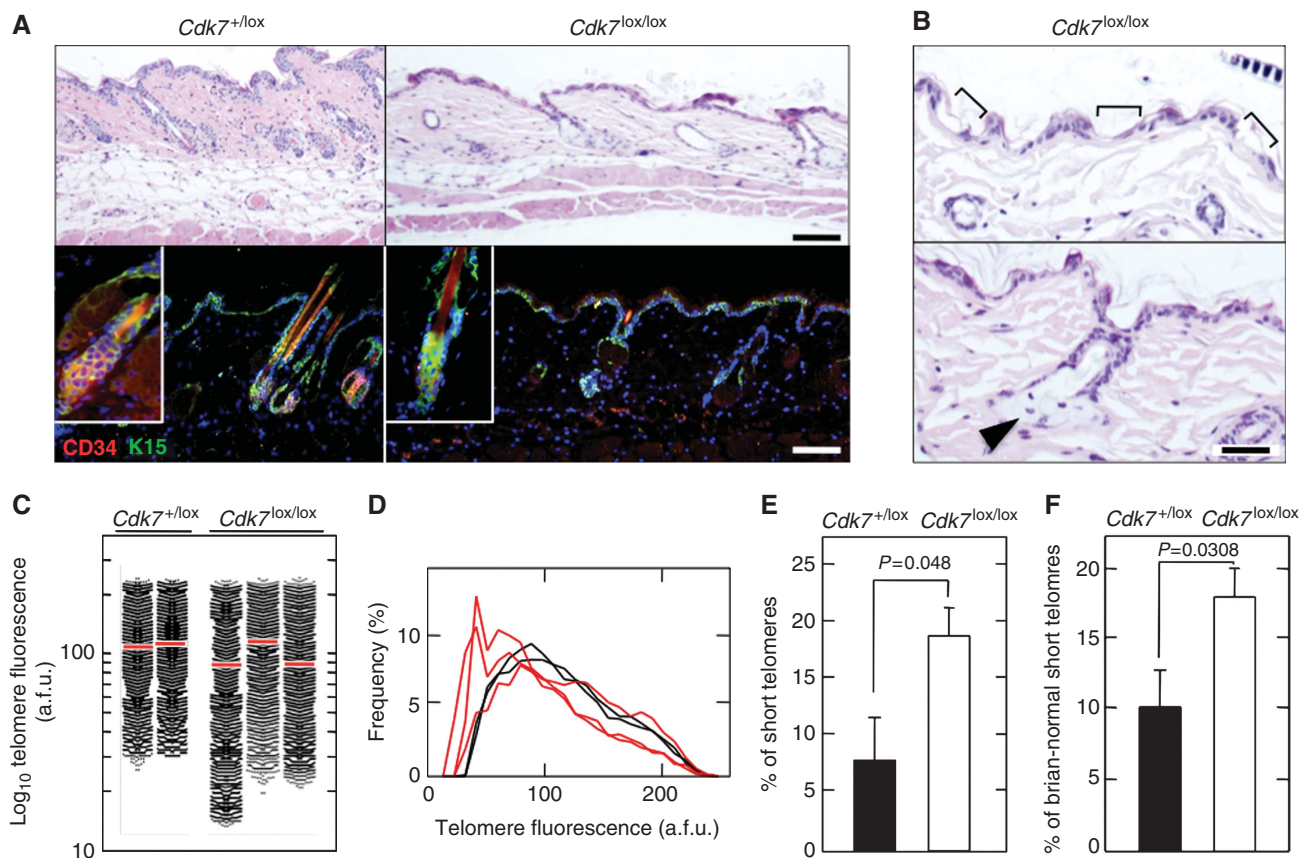 A
Cdk7+/lox
Cdk7lox/lox
CD34 K15
B
Cdk7lox/lox
C
Cdk7+/lox
Cdk7lox/lox
Log10 telomere fluorescence
(a.f.u.)
100
10
D
Frequency (%)
10
5
0
0
100
200
Telomere fluorescence (a.f.u.)
E
Cdk7+/lox
Cdk7lox/lox
P=0.048
% of short telomeres
25
20
15
10
5
0
F
Cdk7+/lox
Cdk7lox/lox
P=0.0308
% of brian-normal short telomres
20
15
10
5
0